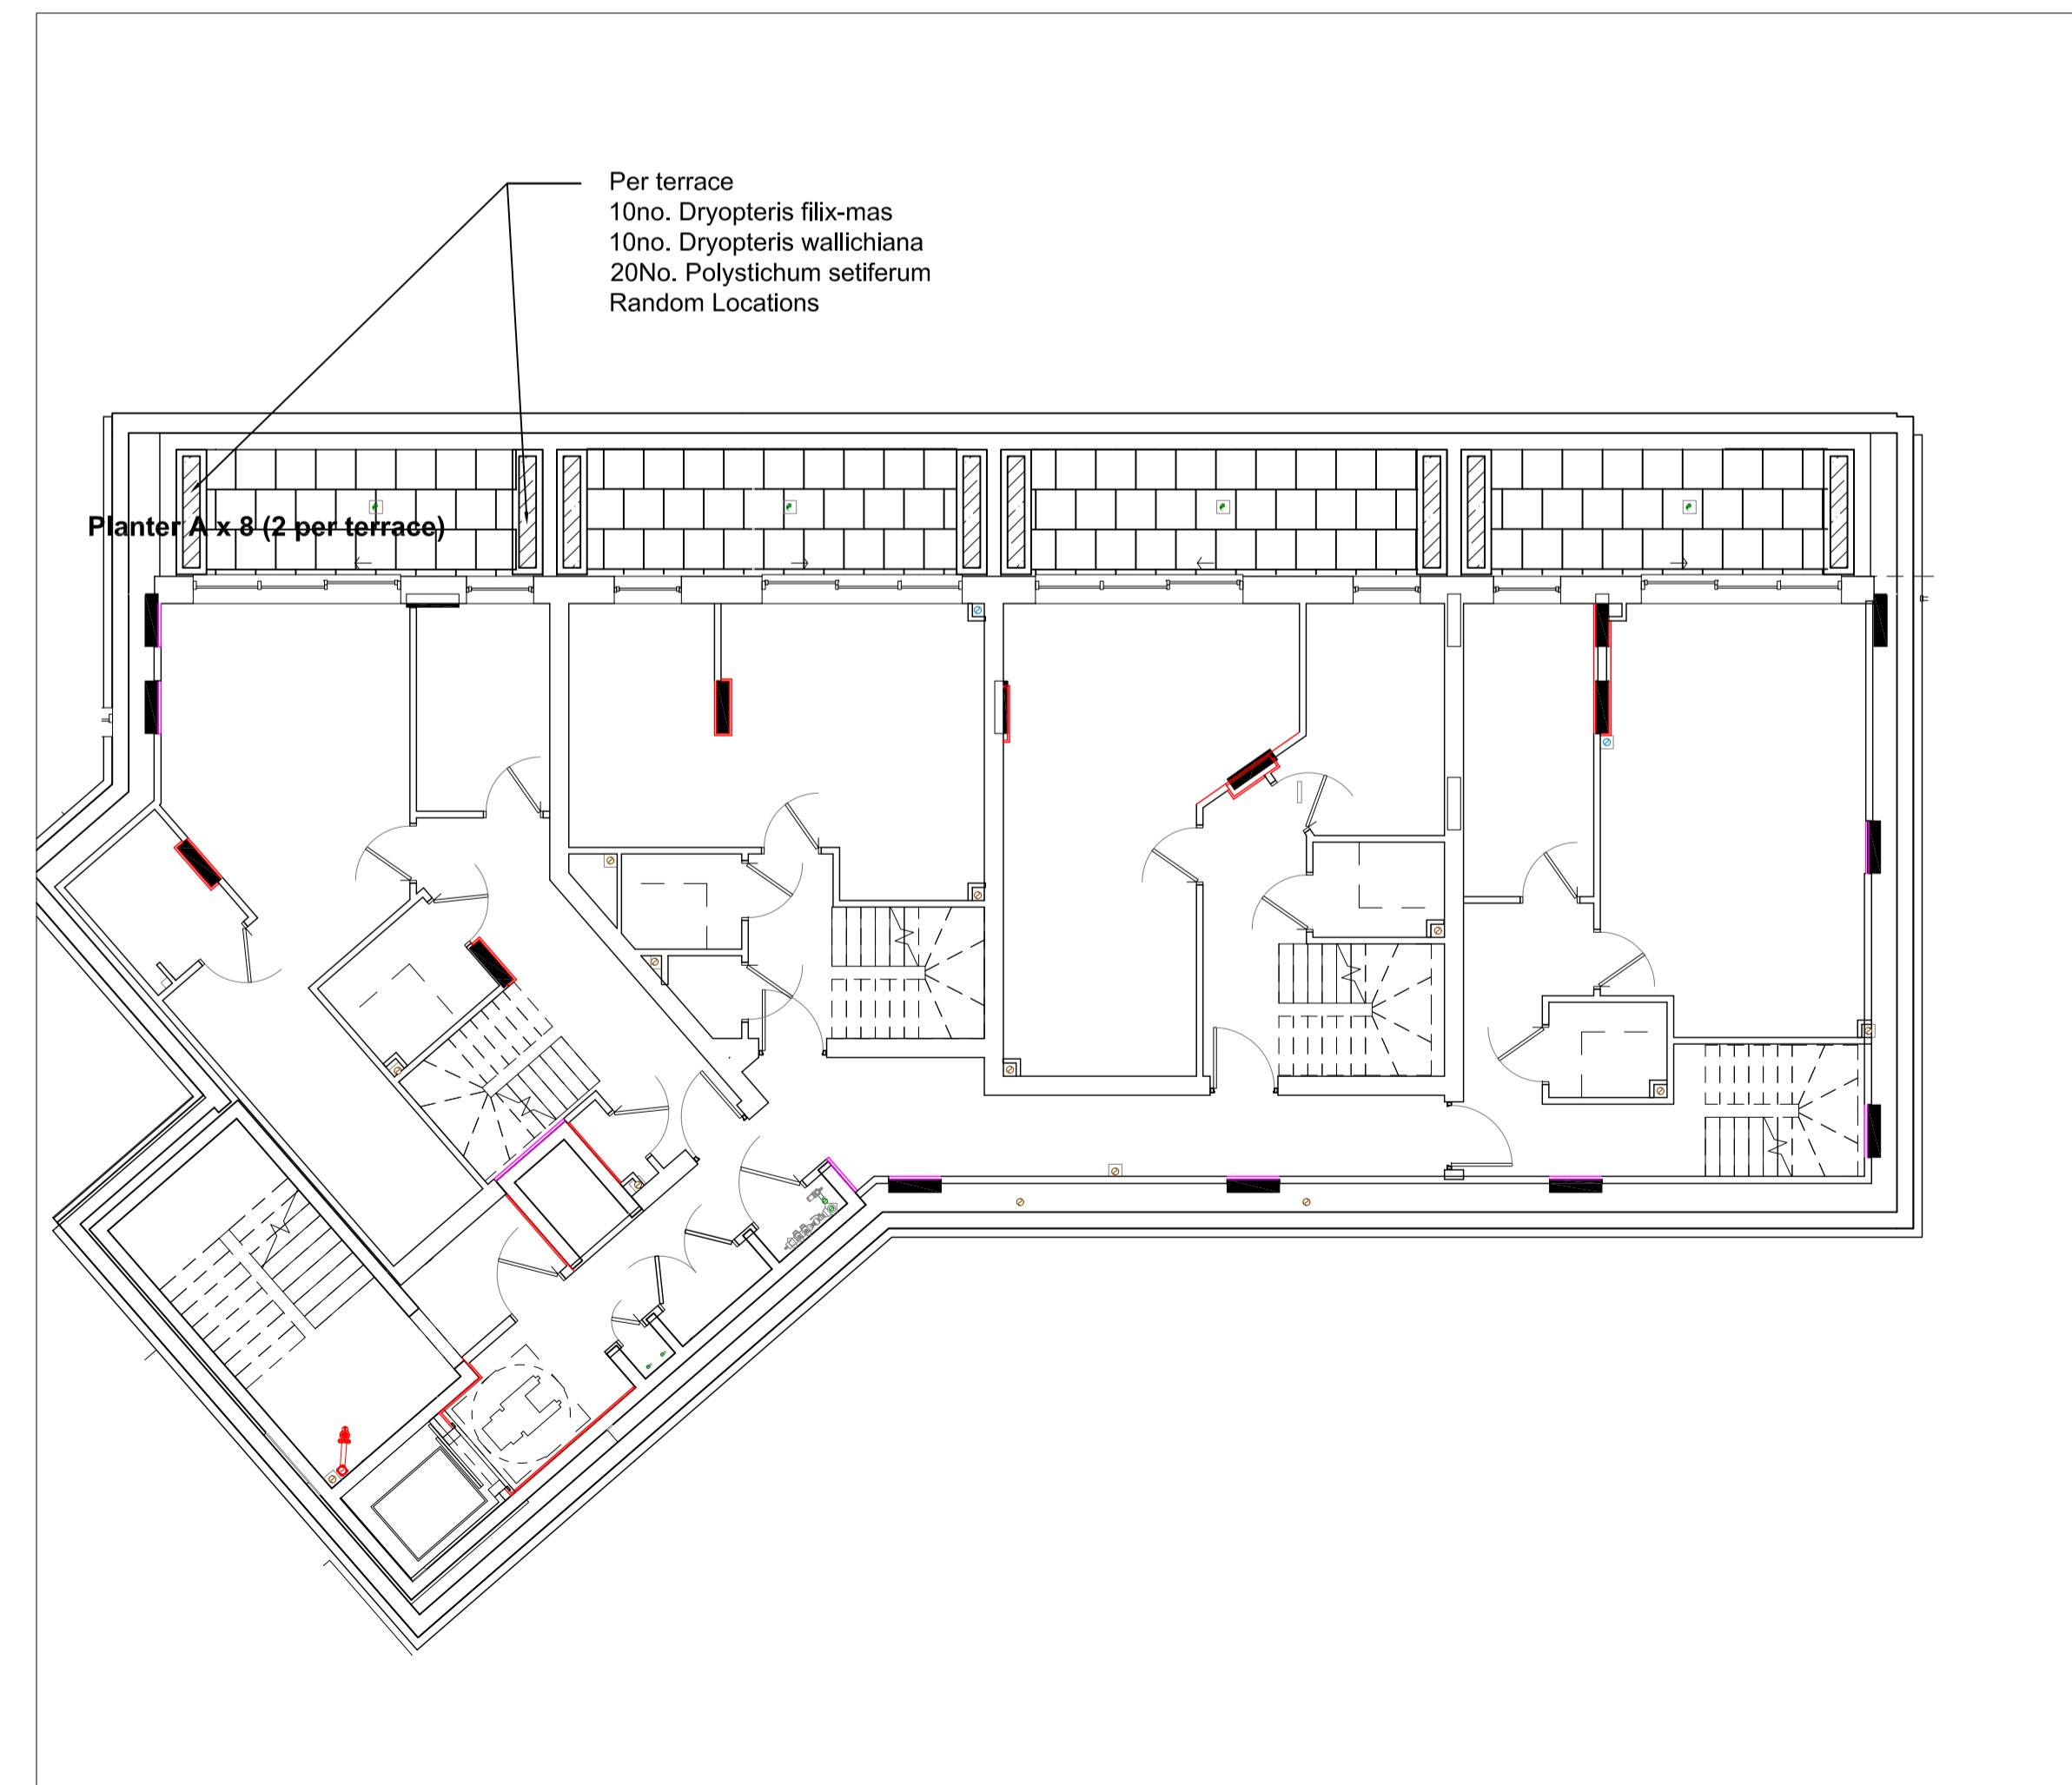 Per terrace
10no. Dryopteris filix-mas
10no. Dryopteris wallichiana
20No. Polystichum setiferum
Random Locations
Planter A x 8 (2 per terrace)